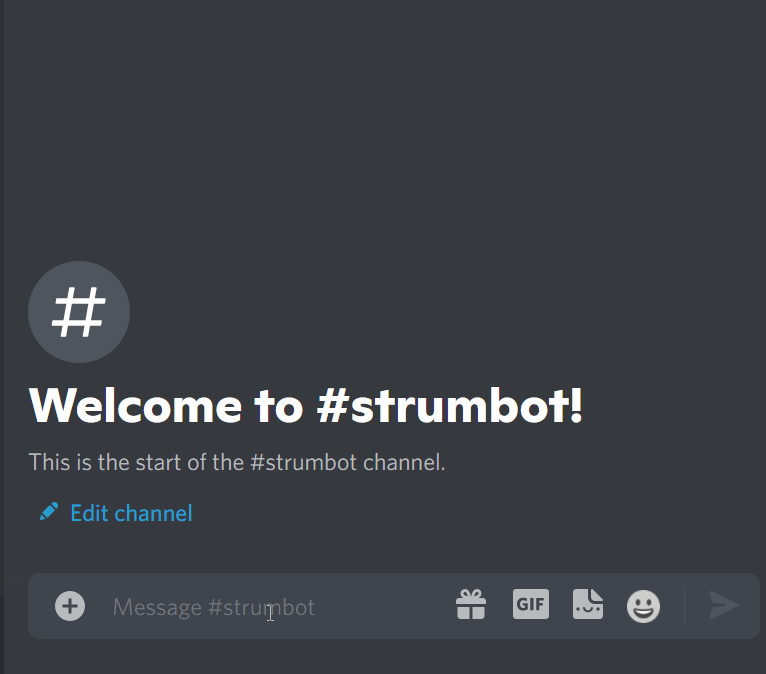 #
Welcome to #strumbot!
This is the start of the #strumbot channel.
Edit channel
Message #strumbot GIF